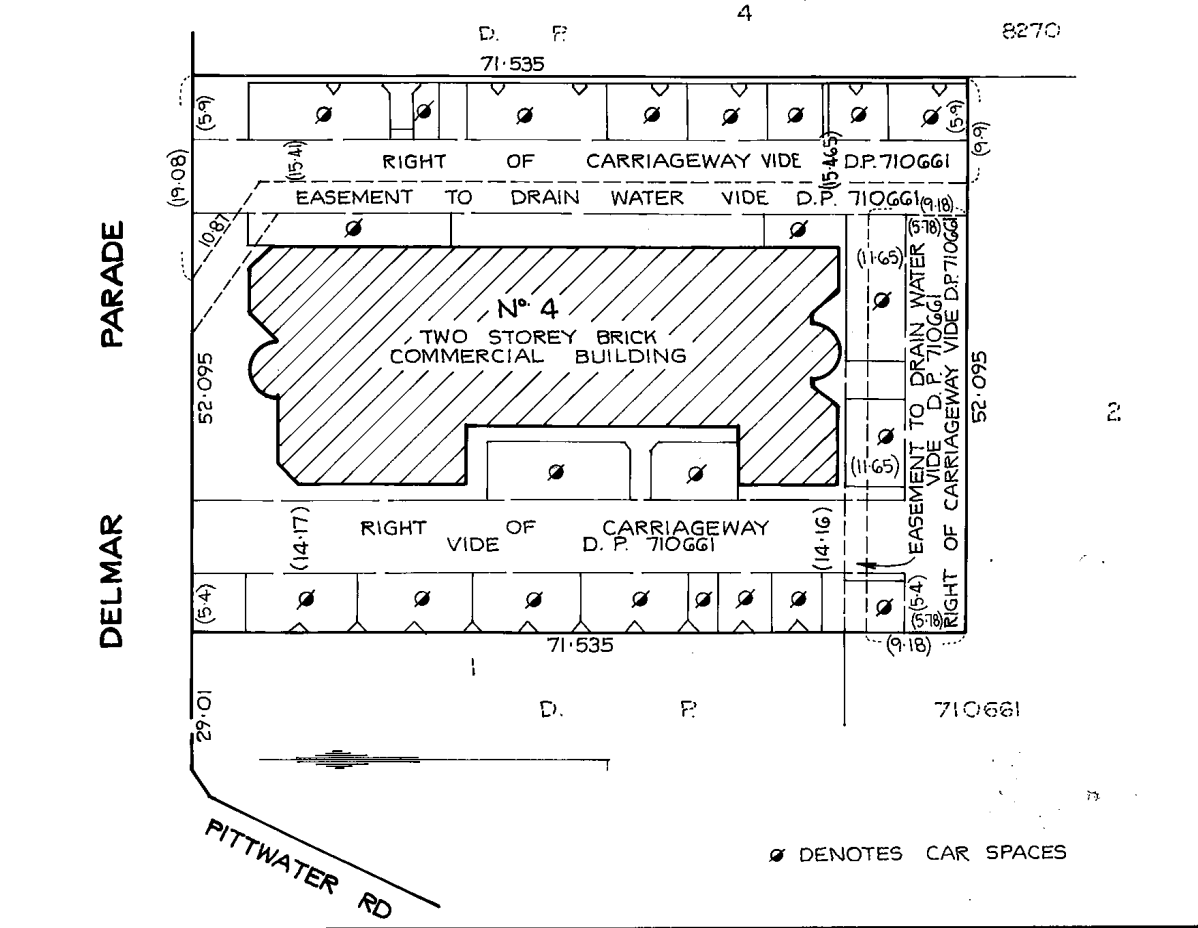 4
D. P. 8270
71·535
(5·9)
(5·9)
(9·9)
(19·08)
(15·41)
RIGHT OF CARRIAGEWAY VIDE D.P. 710661
(15·465)
EASEMENT TO DRAIN WATER VIDE D.P. 710661
(9·18)
(5·78)
10·87
(11·65)
PARADE
Nº 4
TWO STOREY BRICK
COMMERCIAL BUILDING
52·095
52·095
2
(11·65)
EASEMENT TO DRAIN WATER
VIDE D.P. 710661
RIGHT OF CARRIAGEWAY VIDE D.P. 710661
DELMAR
(14·17)
RIGHT OF CARRIAGEWAY
VIDE D. P. 710661
(14·16)
(5·4)
(5·4)
(5·78)
71·535
(9·18)
1
29·01
D. P. 710661
PITTWATER RD
DENOTES CAR SPACES